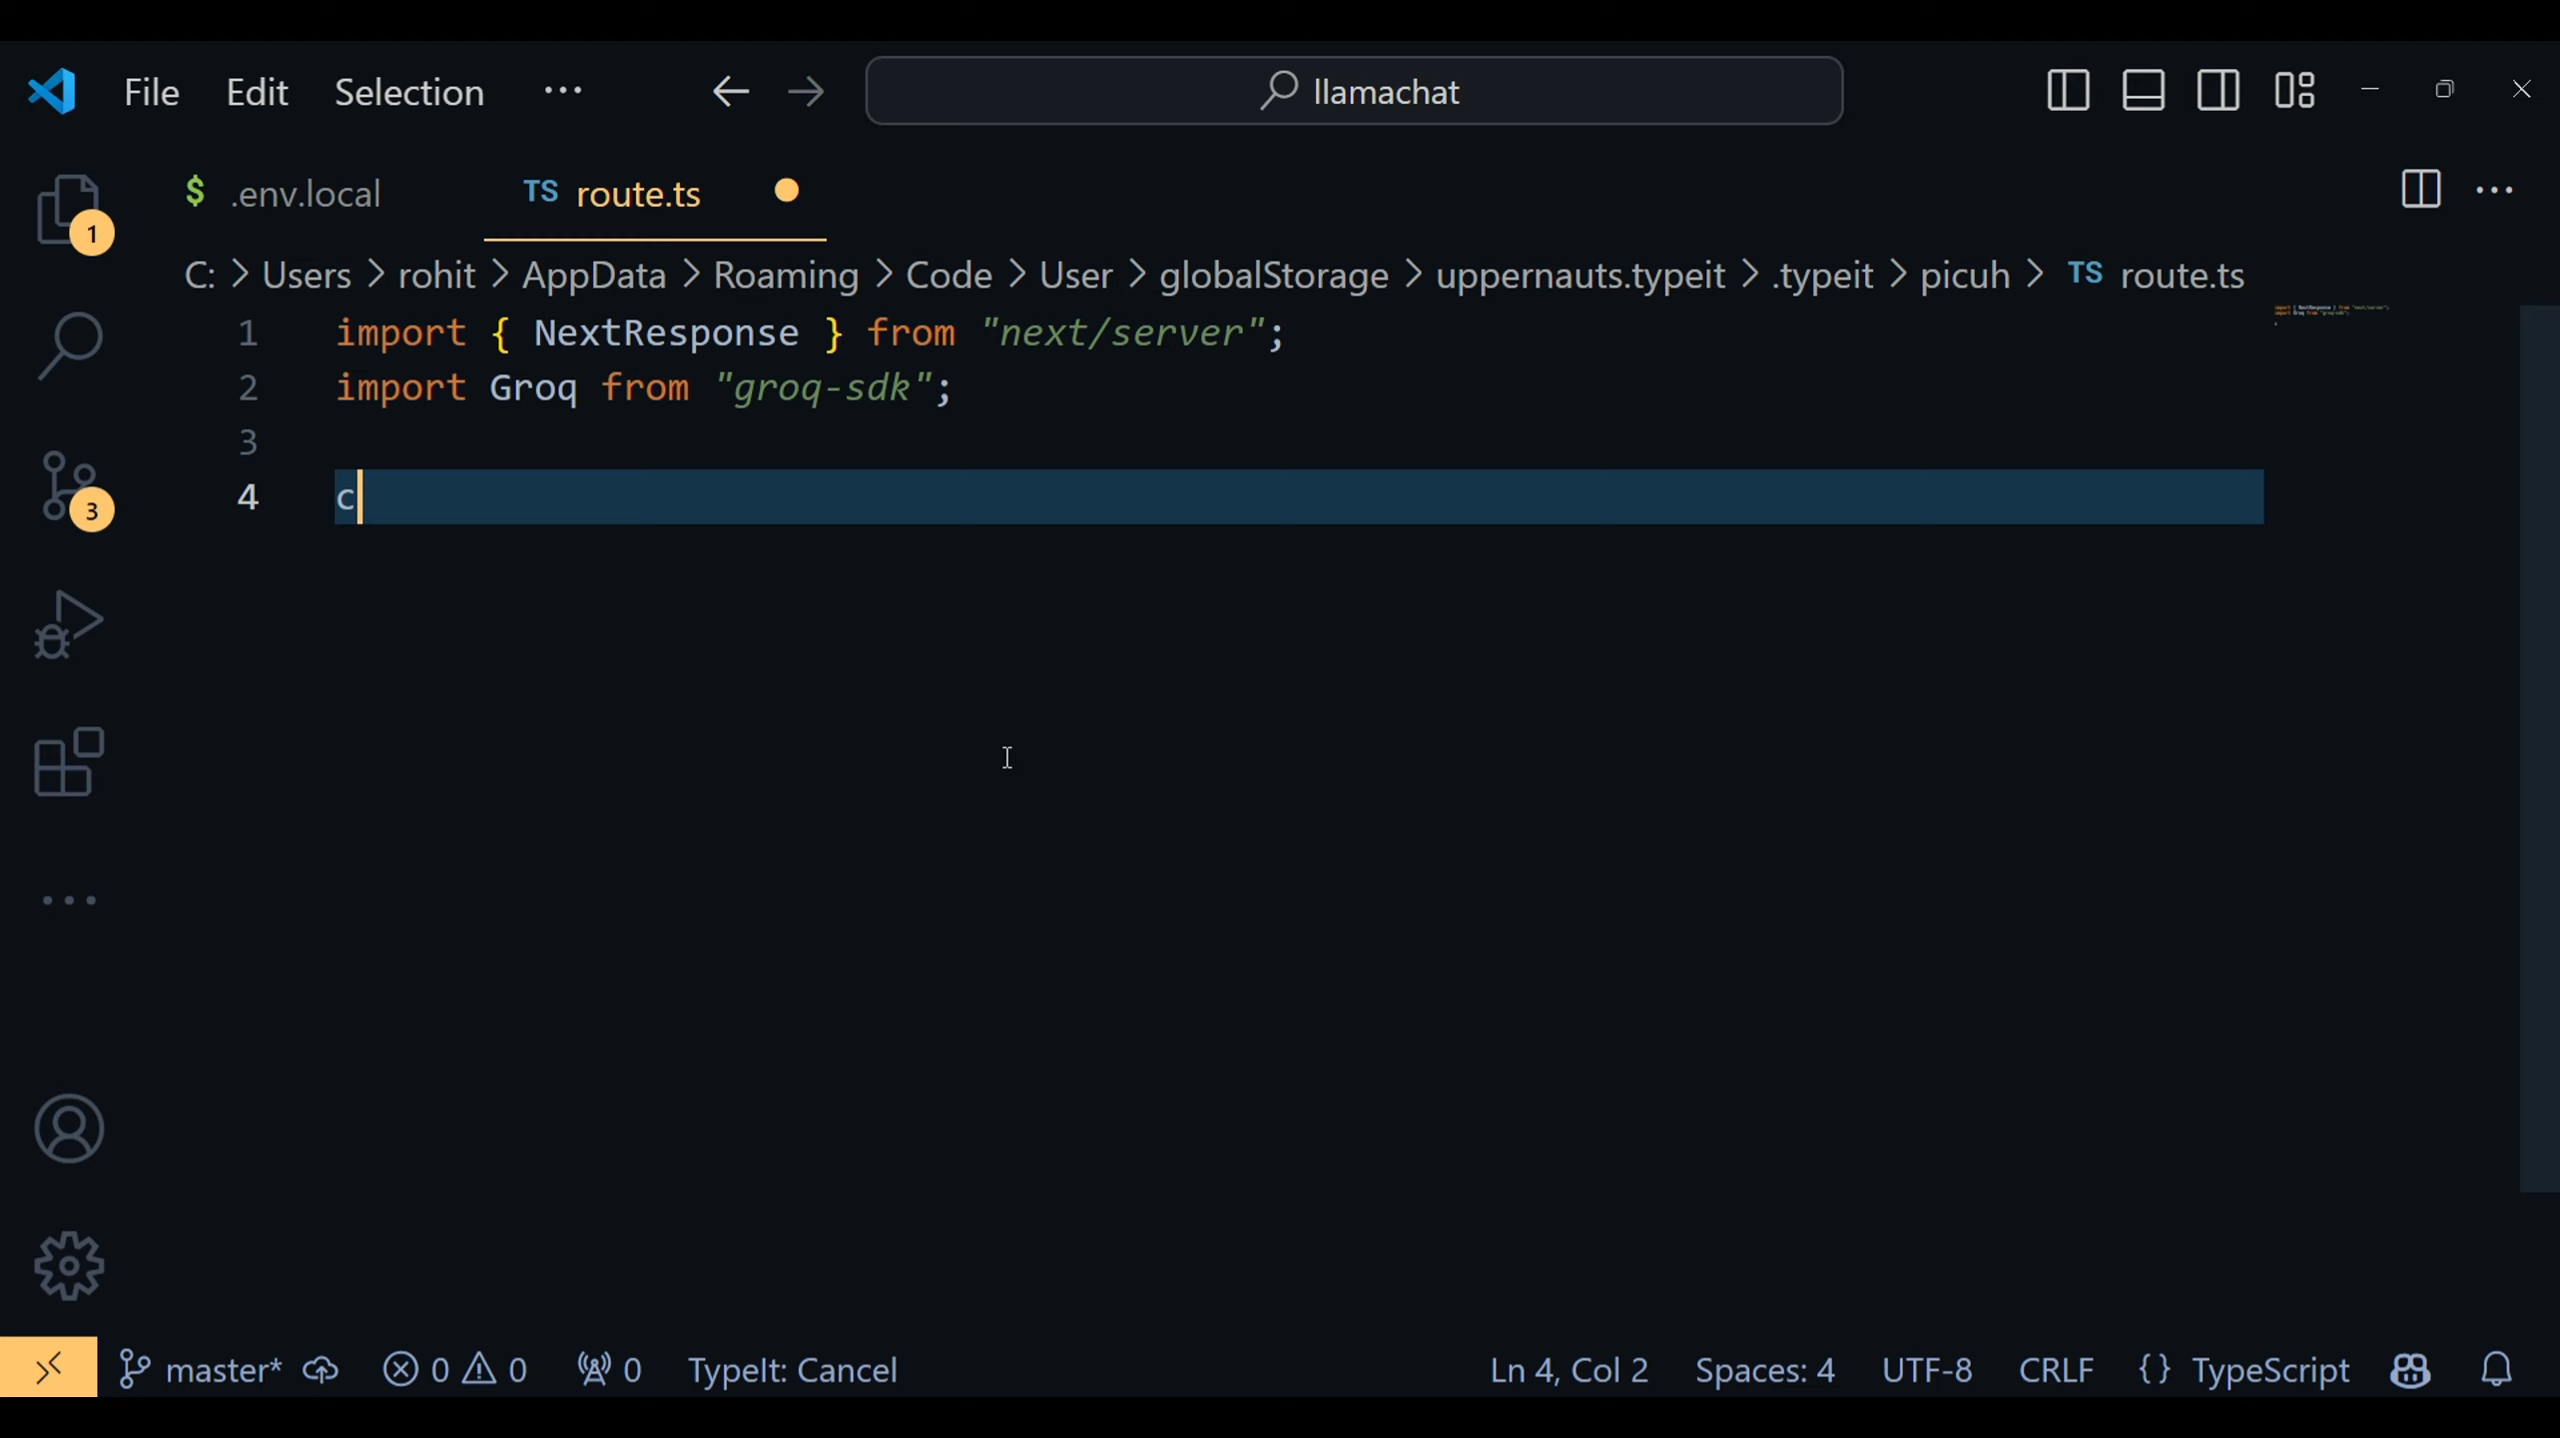 File Edit Selection ··· llamachat
$ .env.local TS route.ts
C: > Users > rohit > AppData > Roaming > Code > User > globalStorage > uppernauts.typeit > .typeit > picuh > TS route.ts
1 import { NextResponse } from "next/server";
2 import Groq from "groq-sdk";
3
4 c
1
3
master* 0 0 0 TypeIt: Cancel Ln 4, Col 2 Spaces: 4 UTF-8 CRLF {} TypeScript